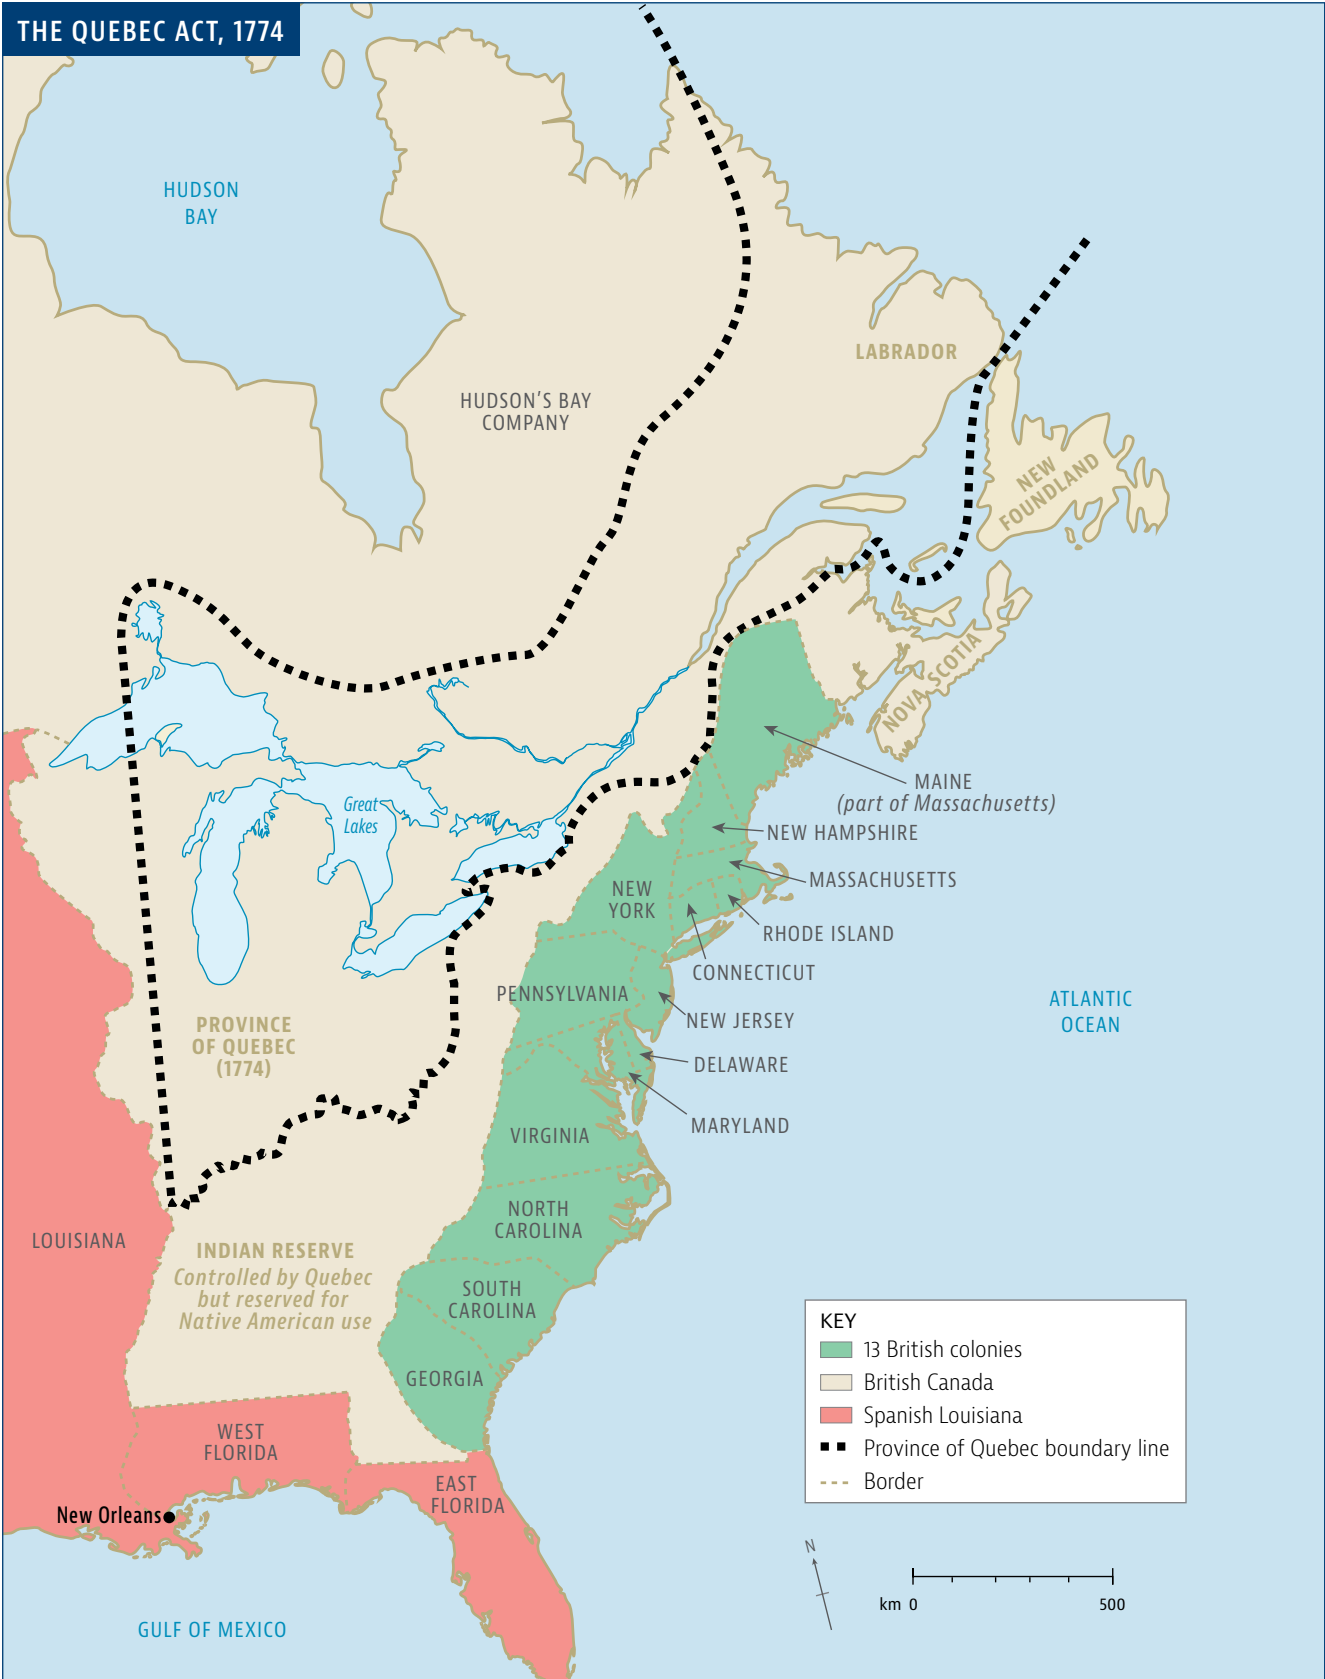 THE QUEBEC ACT, 1774
HUDSON
BAY
LABRADOR
HUDSON'S BAY
COMPANY
NEW
FOUNDLAND
NOVA SCOTIA
Great
Lakes
MAINE
(part of Massachusetts)
NEW HAMPSHIRE
MASSACHUSETTS
NEW
YORK
RHODE ISLAND
CONNECTICUT
PENNSYLVANIA
NEW JERSEY
ATLANTIC
OCEAN
PROVINCE
OF QUEBEC
(1774)
DELAWARE
MARYLAND
VIRGINIA
NORTH
CAROLINA
LOUISIANA
INDIAN RESERVE
Controlled by Quebec
but reserved for
Native American use
SOUTH
CAROLINA
GEORGIA
WEST
FLORIDA
EAST
FLORIDA
New Orleans
GULF OF MEXICO
KEY
13 British colonies
British Canada
Spanish Louisiana
Province of Quebec boundary line
Border
N
km 0 500